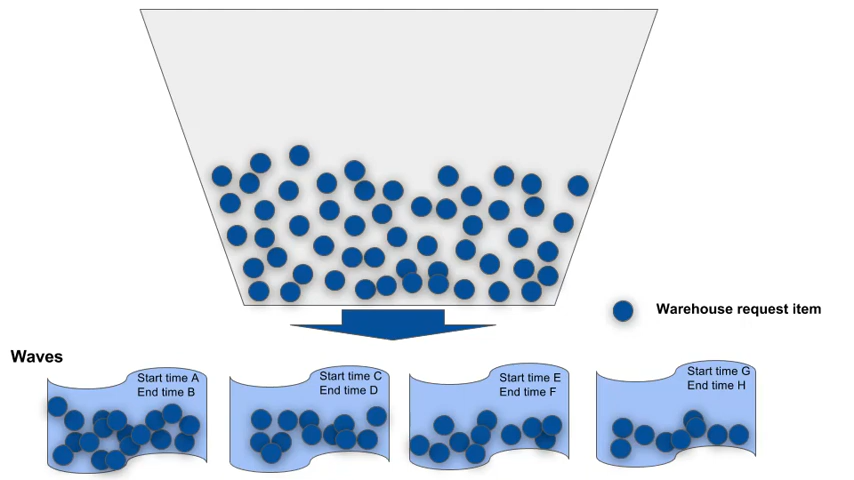 Warehouse request item
Waves
Start time A
End time B
Start time C
End time D
Start time E
End time F
Start time G
End time H